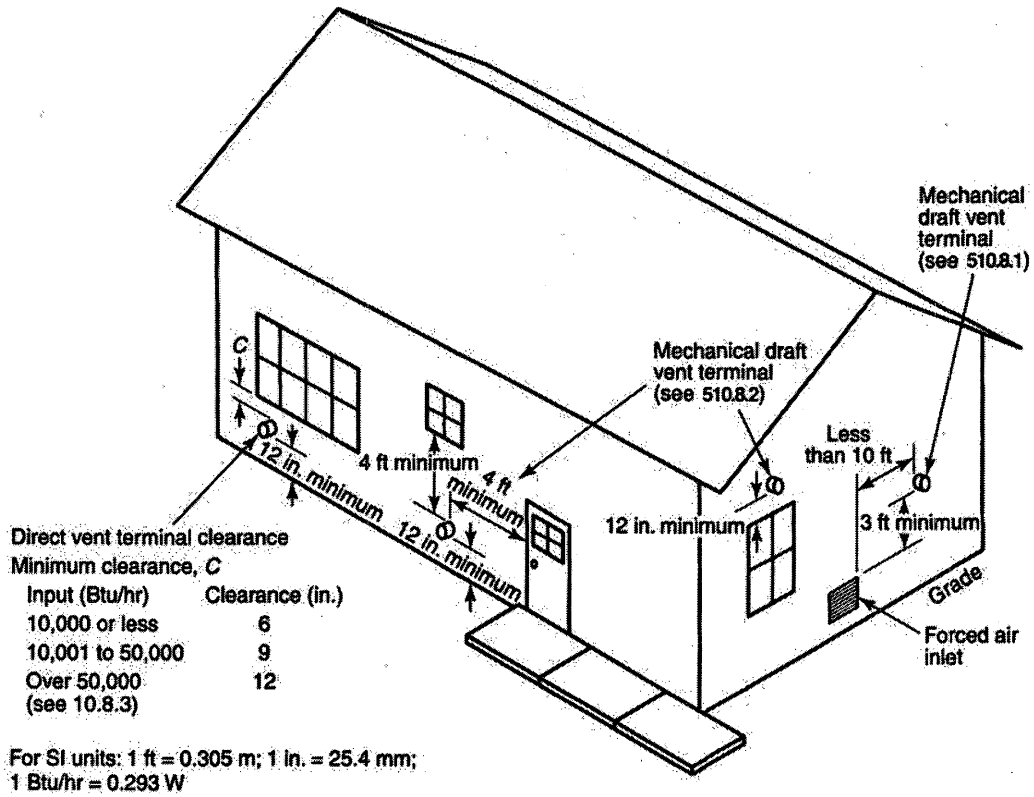 Mechanical
draft vent
terminal
(see 510.8.1)
Mechanical draft
vent terminal
(see 510.8.2)
C
Less
than 10 ft
12 in. minimum
4 ft minimum
4 ft
minimum
12 in. minimum
12 in. minimum
3 ft minimum
Grade
Forced air
inlet
Direct vent terminal clearance
Minimum clearance, C
Input (Btu/hr) Clearance (in.)
10,000 or less 6
10,001 to 50,000 9
Over 50,000 12
(see 10.8.3)
For SI units: 1 ft = 0.305 m; 1 in. = 25.4 mm;
1 Btu/hr = 0.293 W